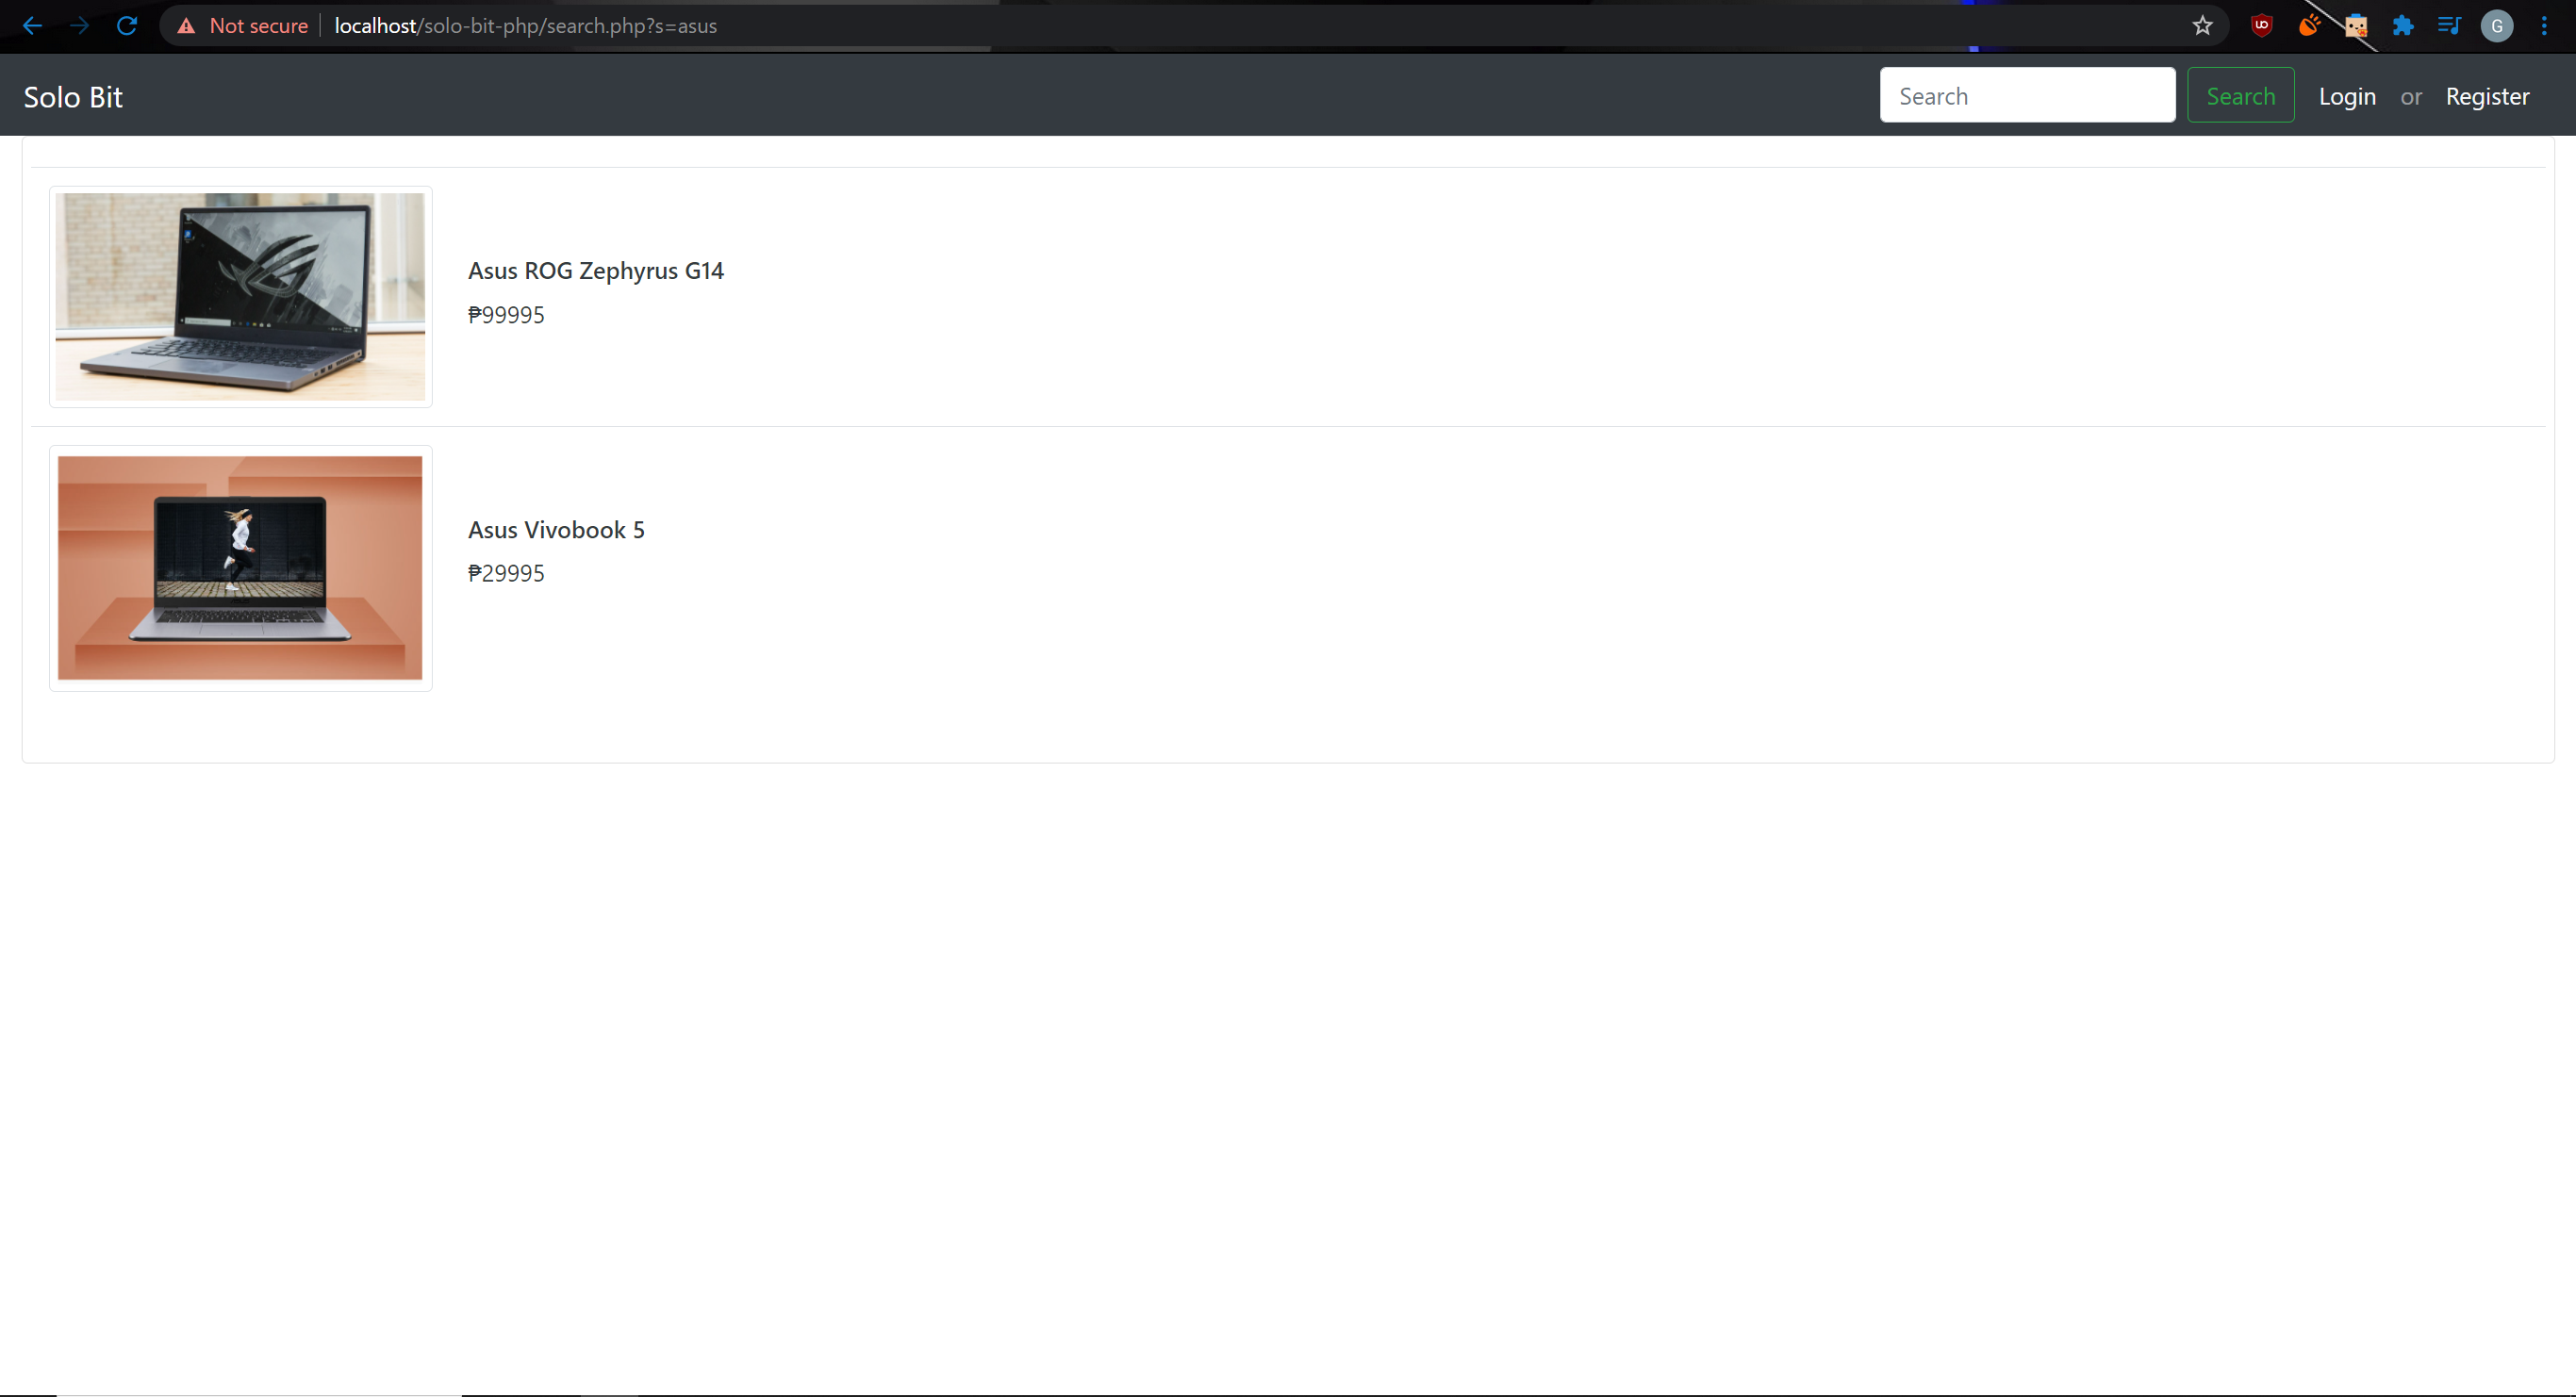 Not secure localhost/solo-bit-php/search.php?s=asus G
Solo Bit Search Search Login or Register
Asus ROG Zephyrus G14
₱99995
Asus Vivobook 5
₱29995